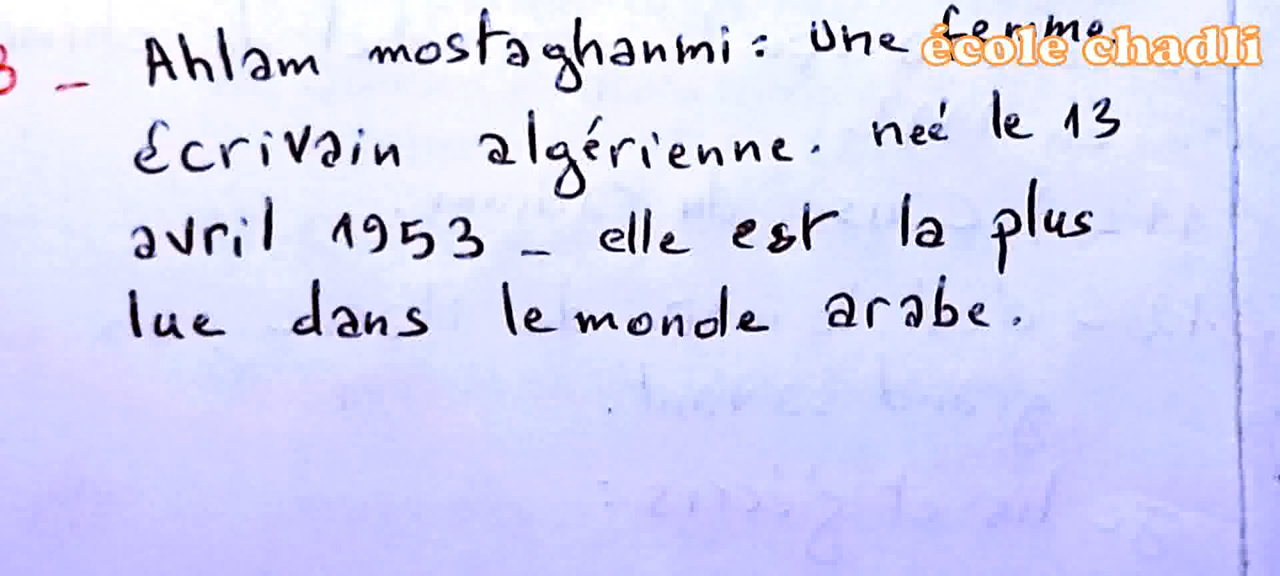 3 - Ahlam mostaghanmi : Une femme
école chadli
écrivain algérienne. neé le 13
avril 1953 - elle est la plus
lue dans le monde arabe.